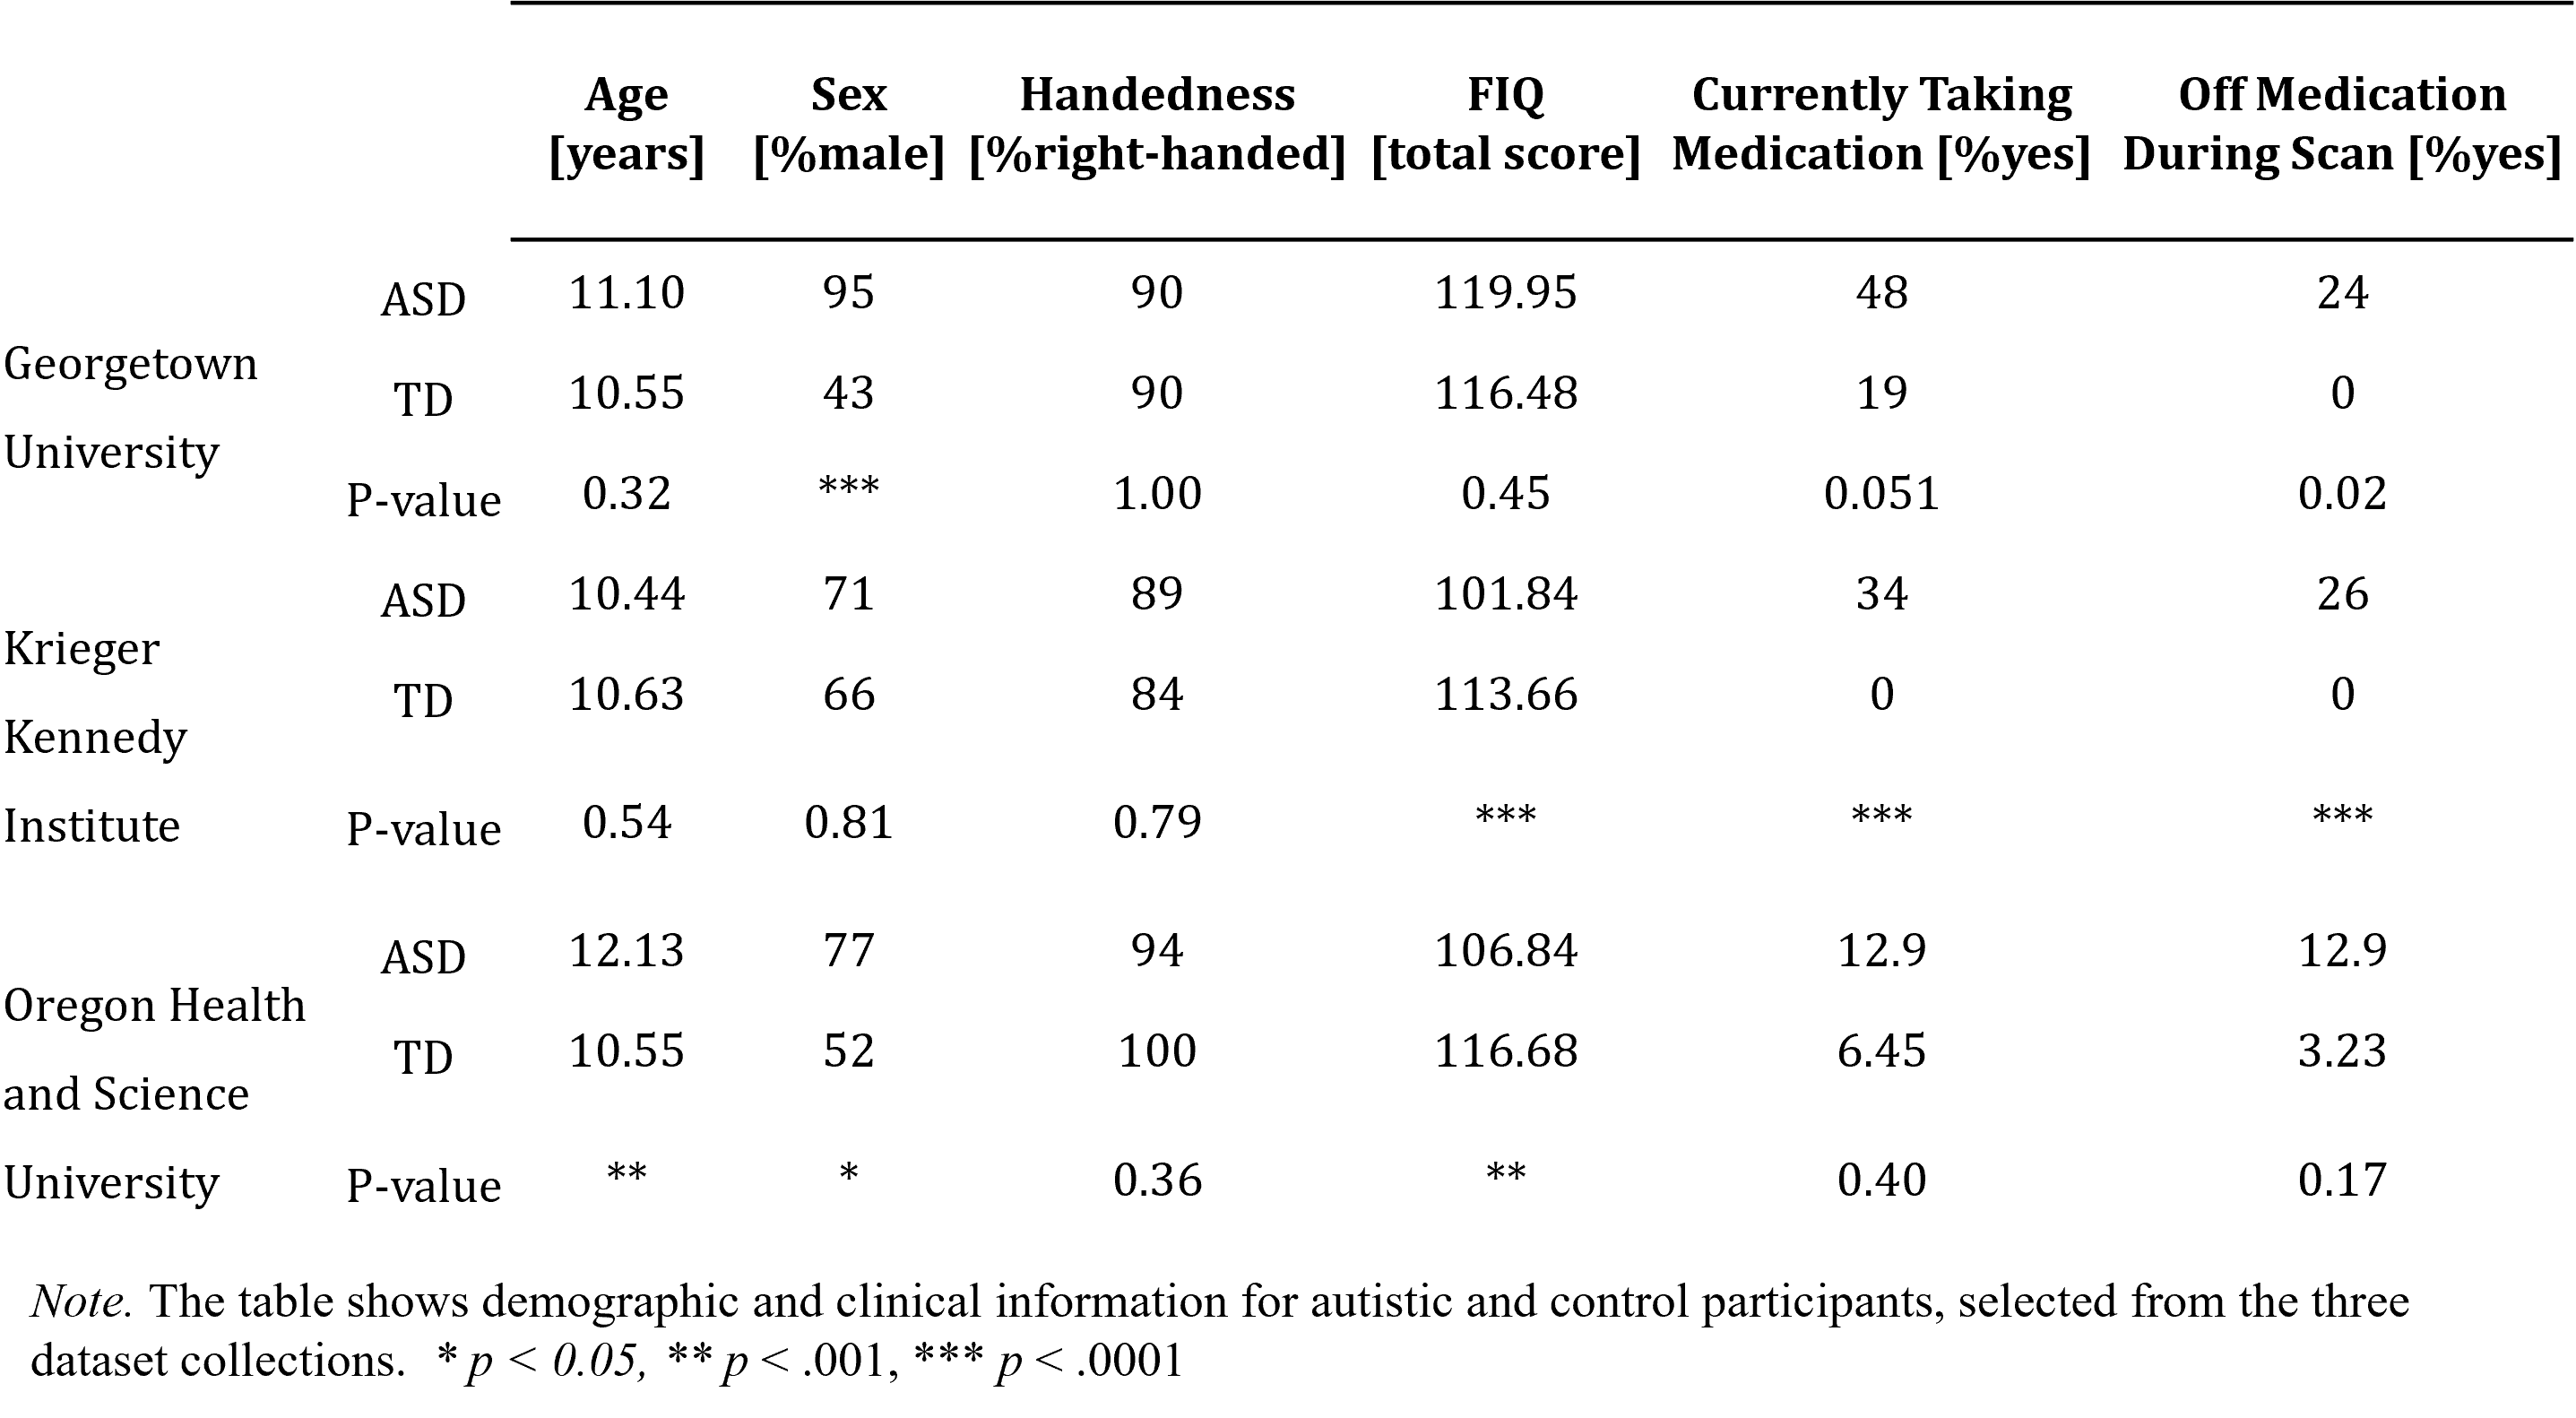 Age Sex Handedness FIQ Currently Taking Off Medication
[years] [%male] [%right-handed] [total score] Medication [%yes] During Scan [%yes]
ASD 11.10 95 90 119.95 48 24
Georgetown
TD 10.55 43 90 116.48 19 0
University
P-value 0.32 *** 1.00 0.45 0.051 0.02
ASD 10.44 71 89 101.84 34 26
Krieger
TD 10.63 66 84 113.66 0 0
Kennedy
Institute P-value 0.54 0.81 0.79 *** *** ***
ASD 12.13 77 94 106.84 12.9 12.9
Oregon Health
TD 10.55 52 100 116.68 6.45 3.23
and Science
University P-value ** * 0.36 ** 0.40 0.17
Note. The table shows demographic and clinical information for autistic and control participants, selected from the three
dataset collections. * p < 0.05, ** p < .001, *** p < .0001